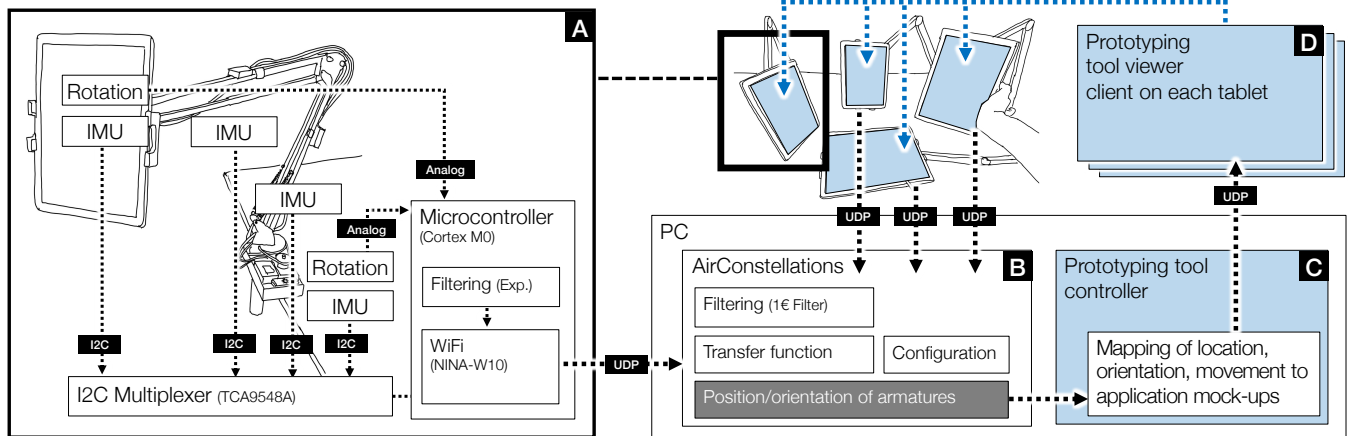 A
Rotation
IMU
IMU
IMU
Analog
Analog
Rotation
IMU
I2C
I2C
I2C
I2C
I2C Multiplexer (TCA9548A)
Microcontroller
(Cortex M0)
Filtering (Exp.)
WiFi
(NINA-W10)
UDP
UDP
UDP
UDP
PC
AirConstellations
B
Filtering (1€ Filter)
Transfer function
Configuration
Position/orientation of armatures
Prototyping tool
controller
C
Mapping of location,
orientation, movement to
application mock-ups
UDP
Prototyping
tool viewer
client on each tablet
D